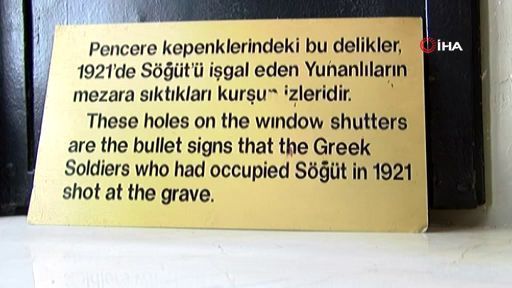 Pencere kepenklerindeki bu delikler,
1921'de Söğüt'ü işgal eden Yunanlıların
mezara sıktıkları izleridir.
These holes on the window shutters
are the bullet signs that the Greek
Soldiers who had occupied Söğüt in 1921
shot at the grave.
İHA